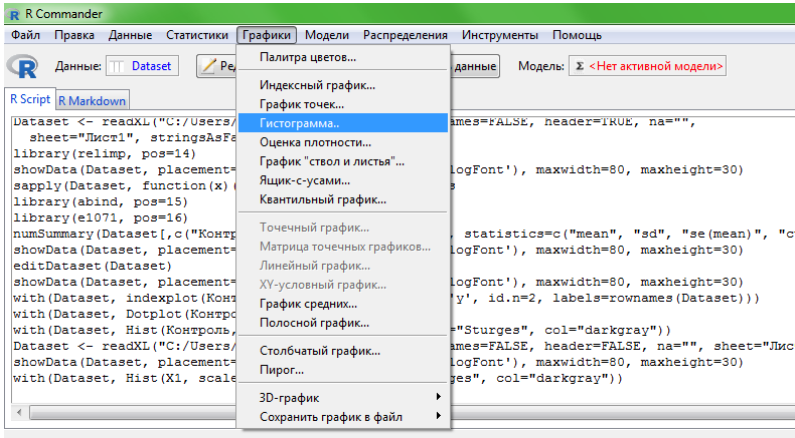 R Commander
Файл Правка Данные Статистики Графики Модели Распределения Инструменты Помощь
Данные: Dataset данные Модель: Σ <Нет активной модели>
R Script R Markdown
Палитра цветов...
Индексный график...
График точек...
Гистограмма..
Оценка плотности...
График "ствол и листья"...
Ящик-с-усами...
Квантильный график...
Точечный график...
Матрица точечных графиков...
Линейный график...
XY-условный график...
График средних...
Полосной график...
Столбчатый график...
Пирог...
3D-график
Сохранить график в файл
Dataset <- readXL("C:/Users/ ames=FALSE, header=TRUE, na="",
sheet="Лист1", stringsAsFa
library(relimp, pos=14)
showData(Dataset, placement= logFont'), maxwidth=80, maxheight=30)
sapply(Dataset, function(x)
library(abind, pos=15)
library(e1071, pos=16)
numSummary(Dataset[,c("Контр , statistics=c("mean", "sd", "se(mean)",
showData(Dataset, placement= logFont'), maxwidth=80, maxheight=30)
editDataset(Dataset)
showData(Dataset, placement= logFont'), maxwidth=80, maxheight=30)
with(Dataset, indexplot(Конт 'y', id.n=2, labels=rownames(Dataset)))
with(Dataset, Dotplot(Контро
with(Dataset, Hist(Контроль, ="Sturges", col="darkgray"))
Dataset <- readXL("C:/Users/ ames=FALSE, header=FALSE, na="", sheet="Лис
showData(Dataset, placement= logFont'), maxwidth=80, maxheight=30)
with(Dataset, Hist(X1, scale ges", col="darkgray"))